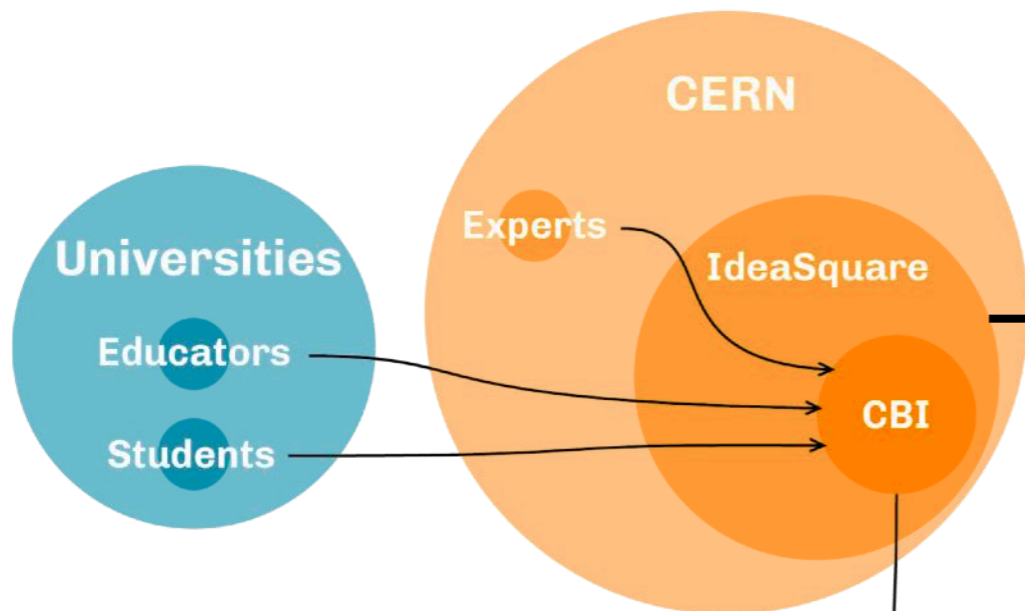 CERN
Experts
Universities
IdeaSquare
Educators
CBI
Students